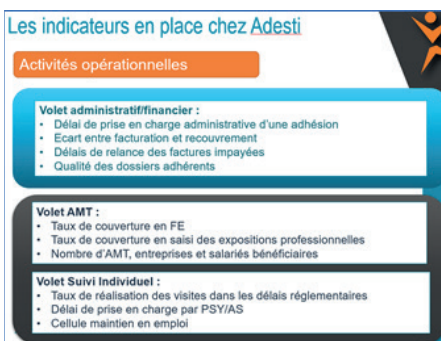 Les indicateurs en place chez Adesti
Activités opérationnelles
Volet administratif/financier :
• Délai de prise en charge administrative d'une adhésion
• Ecart entre facturation et recouvrement
• Délais de relance des factures impayées
• Qualité des dossiers adhérents
Volet AMT :
• Taux de couverture en FE
• Taux de couverture en saisi des expositions professionnelles
• Nombre d'AMT, entreprises et salariés bénéficiaires
Volet Suivi Individuel :
• Taux de réalisation des visites dans les délais réglementaires
• Délai de prise en charge par PSY/AS
• Cellule maintien en emploi